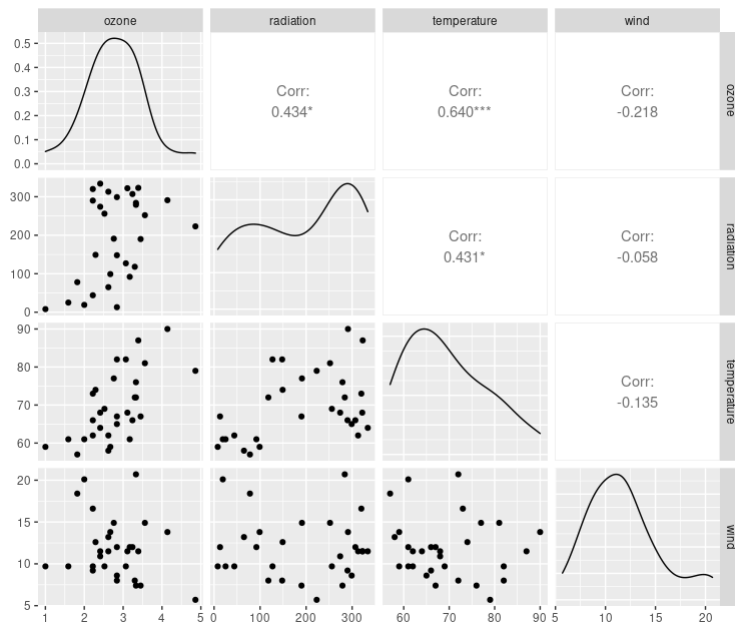 ozone radiation temperature wind
0.5
0.4
0.3
0.2
0.1
0.0
Corr:
0.434*
Corr:
0.640***
Corr:
-0.218
ozone
300
200
100
0
Corr:
0.431*
Corr:
-0.058
radiation
90
80
70
60
Corr:
-0.135
temperature
20
15
10
5
wind
1 2 3 4 5 0 100 200 300 60 70 80 90 5 10 15 20